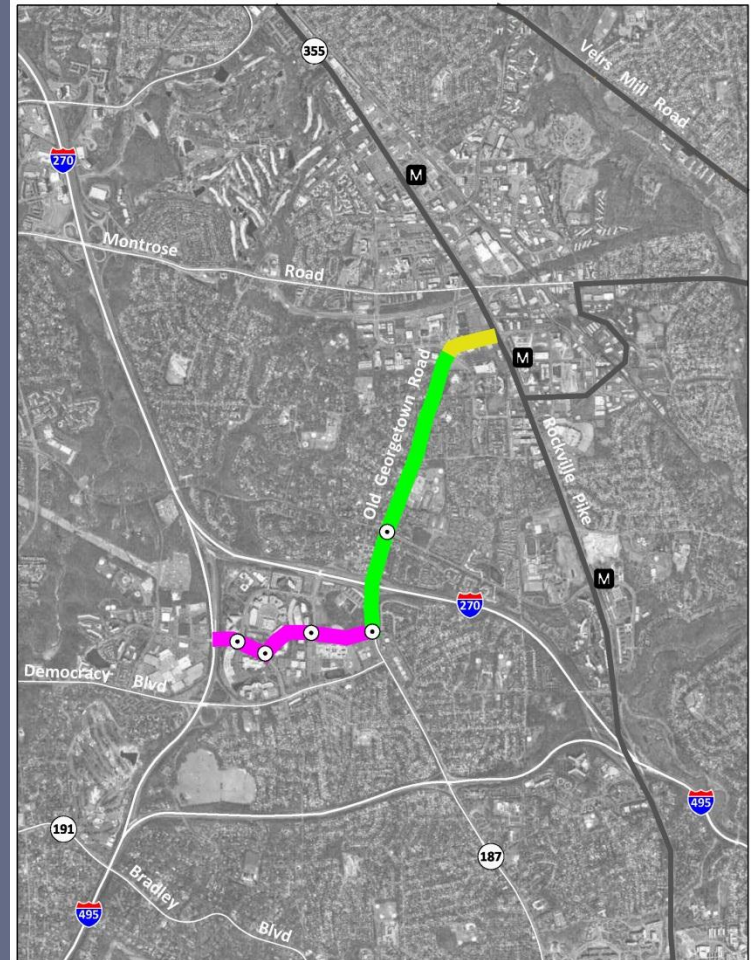 355
Veirs Mill Road
270
M
Montrose
Road
M
Old Georgetown Road
Rockville Pike
M
270
Democracy
Blvd
495
191
187
Bradley
Blvd
495